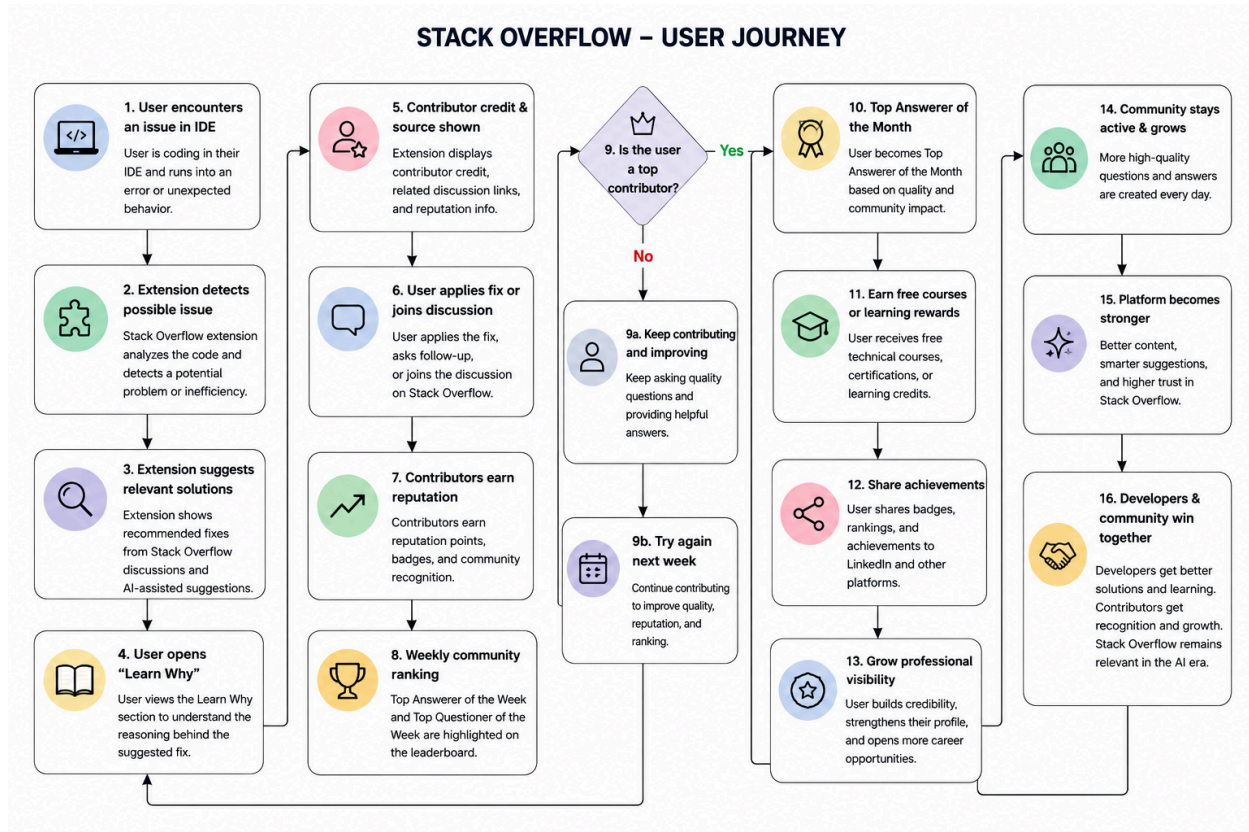 STACK OVERFLOW – USER JOURNEY
1. User encounters
an issue in IDE
User is coding in their
IDE and runs into an
error or unexpected
behavior.
2. Extension detects
possible issue
Stack Overflow extension
analyzes the code and
detects a potential
problem or inefficiency.
3. Extension suggests
relevant solutions
Extension shows
recommended fixes
from Stack Overflow
discussions and
AI-assisted suggestions.
4. User opens
“Learn Why”
User views the Learn Why
section to understand the
reasoning behind the
suggested fix.
5. Contributor credit &
source shown
Extension displays
contributor credit,
related discussion links,
and reputation info.
6. User applies fix or
joins discussion
User applies the fix,
asks follow-up,
or joins the discussion
on Stack Overflow.
7. Contributors earn
reputation
Contributors earn
reputation points,
badges, and community
recognition.
8. Weekly community
ranking
Top Answerer of the Week
and Top Questioner of the
Week are highlighted on
the leaderboard.
9. Is the user
a top
contributor?
Yes
No
9a. Keep contributing
and improving
Keep asking quality
questions and
providing helpful
answers.
9b. Try again
next week
Continue contributing
to improve quality,
reputation, and
ranking.
10. Top Answerer of
the Month
User becomes Top
Answerer of the Month
based on quality and
community impact.
11. Earn free courses
or learning rewards
User receives free
technical courses,
certifications, or
learning credits.
12. Share achievements
User shares badges,
rankings, and
achievements to
LinkedIn and other
platforms.
13. Grow professional
visibility
User builds credibility,
strengthens their profile,
and opens more career
opportunities.
14. Community stays
active & grows
More high-quality
questions and answers
are created every day.
15. Platform becomes
stronger
Better content,
smarter suggestions,
and higher trust in
Stack Overflow.
16. Developers &
community win
together
Developers get better
solutions and learning.
Contributors get
recognition and growth.
Stack Overflow remains
relevant in the AI era.